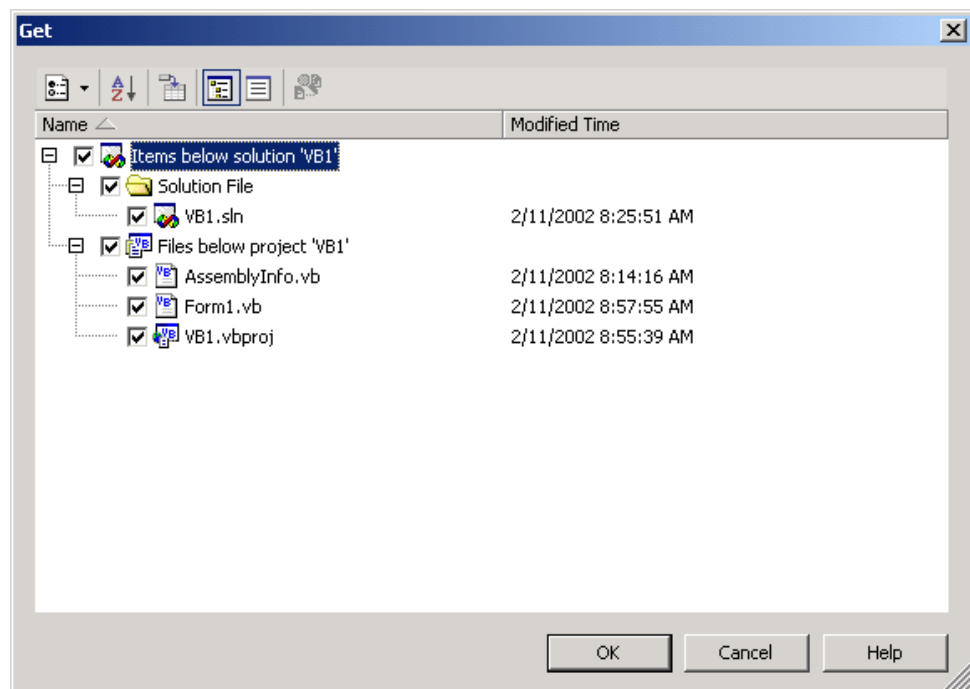 Get
Name Modified Time
Items below solution 'VB1'
Solution File
VB1.sln 2/11/2002 8:25:51 AM
Files below project 'VB1'
AssemblyInfo.vb 2/11/2002 8:14:16 AM
Form1.vb 2/11/2002 8:57:55 AM
VB1.vbproj 2/11/2002 8:55:39 AM
OK Cancel Help